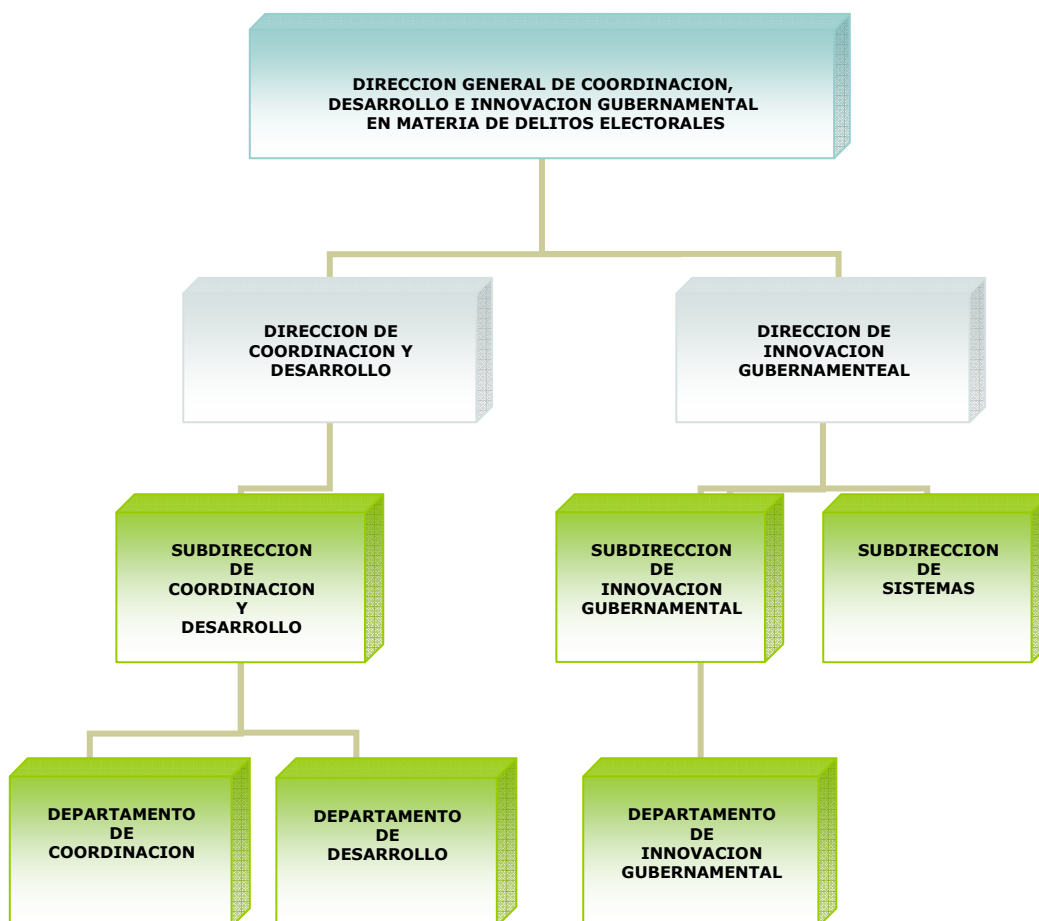 DIRECCION GENERAL DE COORDINACION,
DESARROLLO E INNOVACION GUBERNAMENTAL
EN MATERIA DE DELITOS ELECTORALES
DIRECCION DE
COORDINACION Y
DESARROLLO
DIRECCION DE
INNOVACION
GUBERNAMENTEAL
SUBDIRECCION
DE
COORDINACION
Y
DESARROLLO
SUBDIRECCION
DE
INNOVACION
GUBERNAMENTAL
SUBDIRECCION
DE
SISTEMAS
DEPARTAMENTO
DE
COORDINACION
DEPARTAMENTO
DE
DESARROLLO
DEPARTAMENTO
DE
INNOVACION
GUBERNAMENTAL